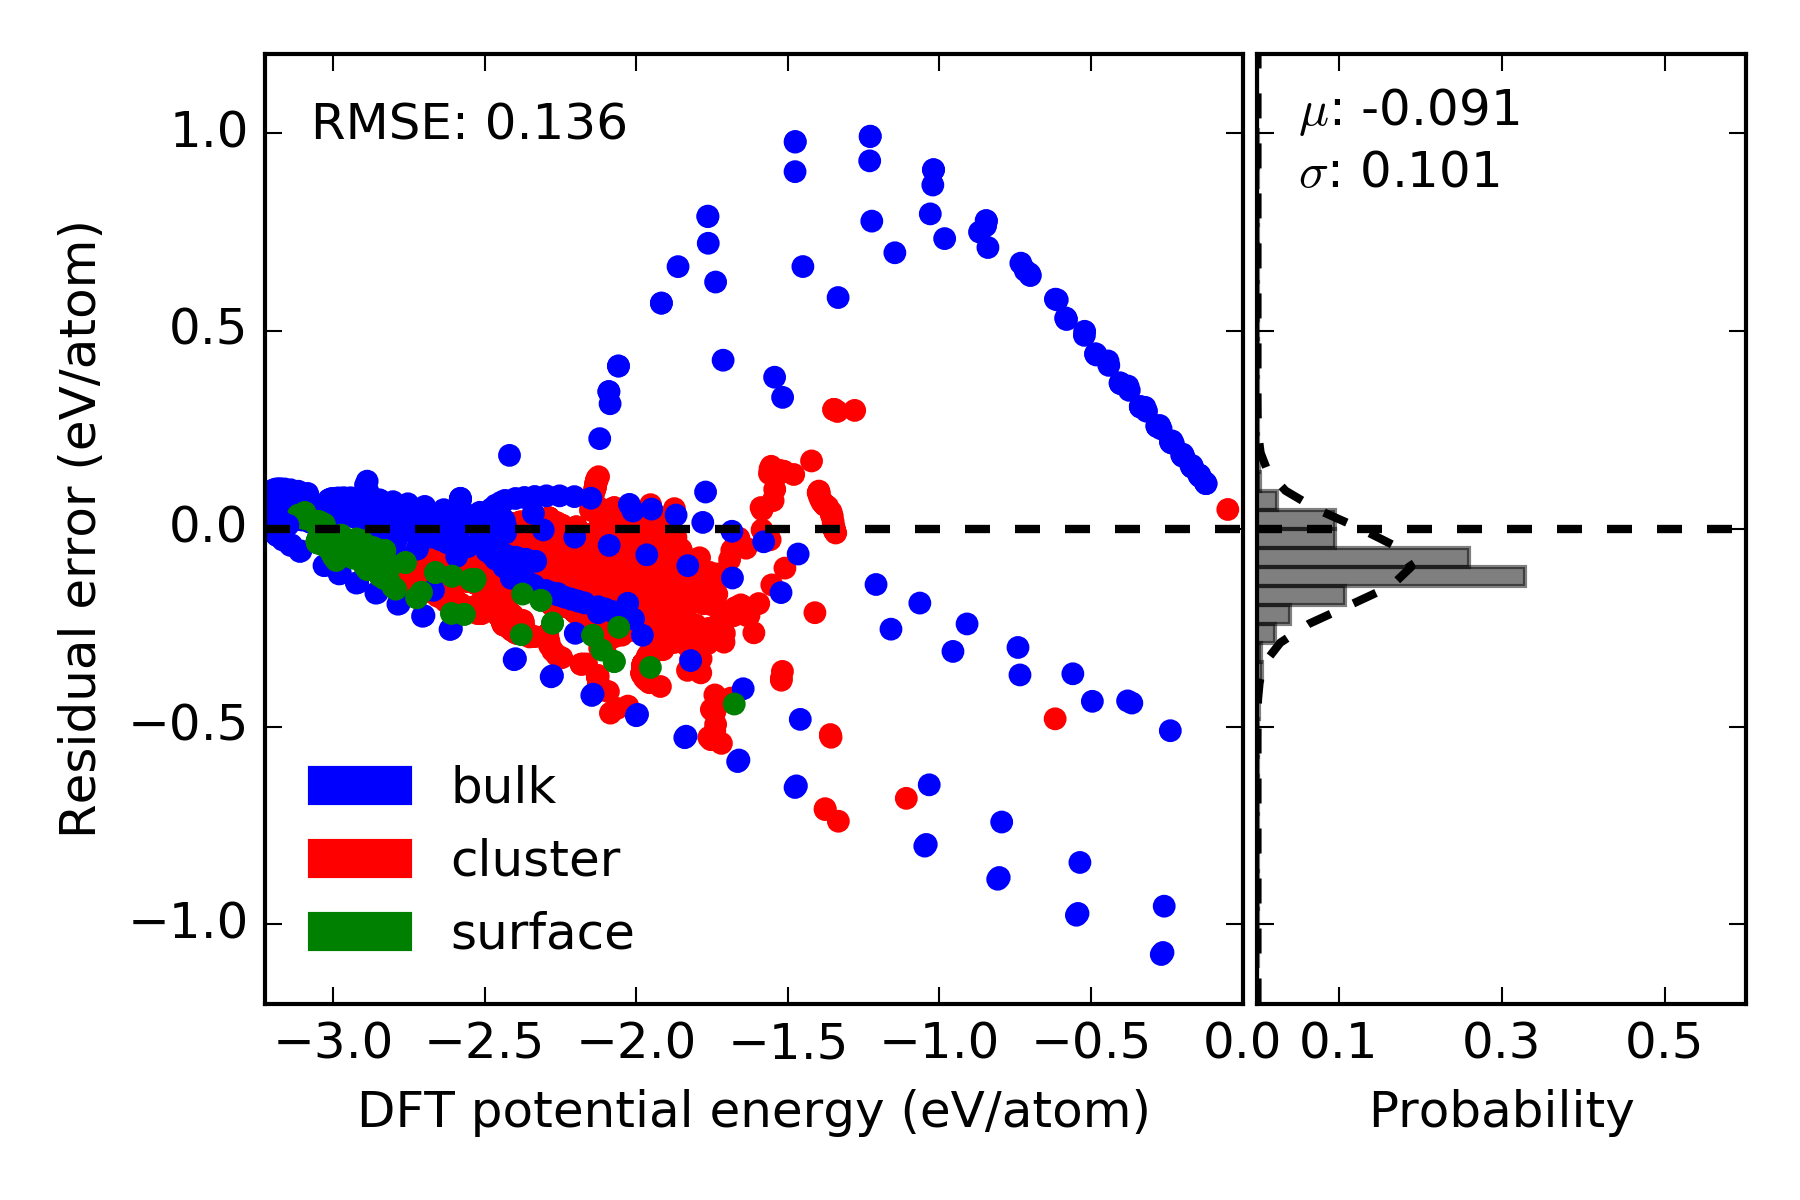 RMSE: 0.136
μ: -0.091
σ: 0.101
1.0
0.5
0.0
−0.5
−1.0
Residual error (eV/atom)
bulk
cluster
surface
−3.0 −2.5 −2.0 −1.5 −1.0 −0.5 0.0
0.1 0.3 0.5
DFT potential energy (eV/atom)
Probability